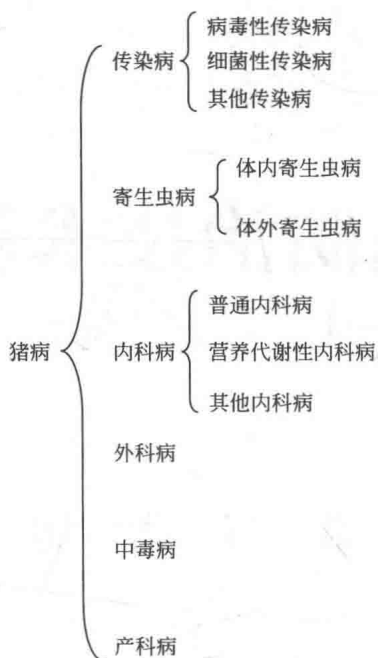 猪病
传染病
病毒性传染病
细菌性传染病
其他传染病
寄生虫病
体内寄生虫病
体外寄生虫病
内科病
普通内科病
营养代谢性内科病
其他内科病
外科病
中毒病
产科病